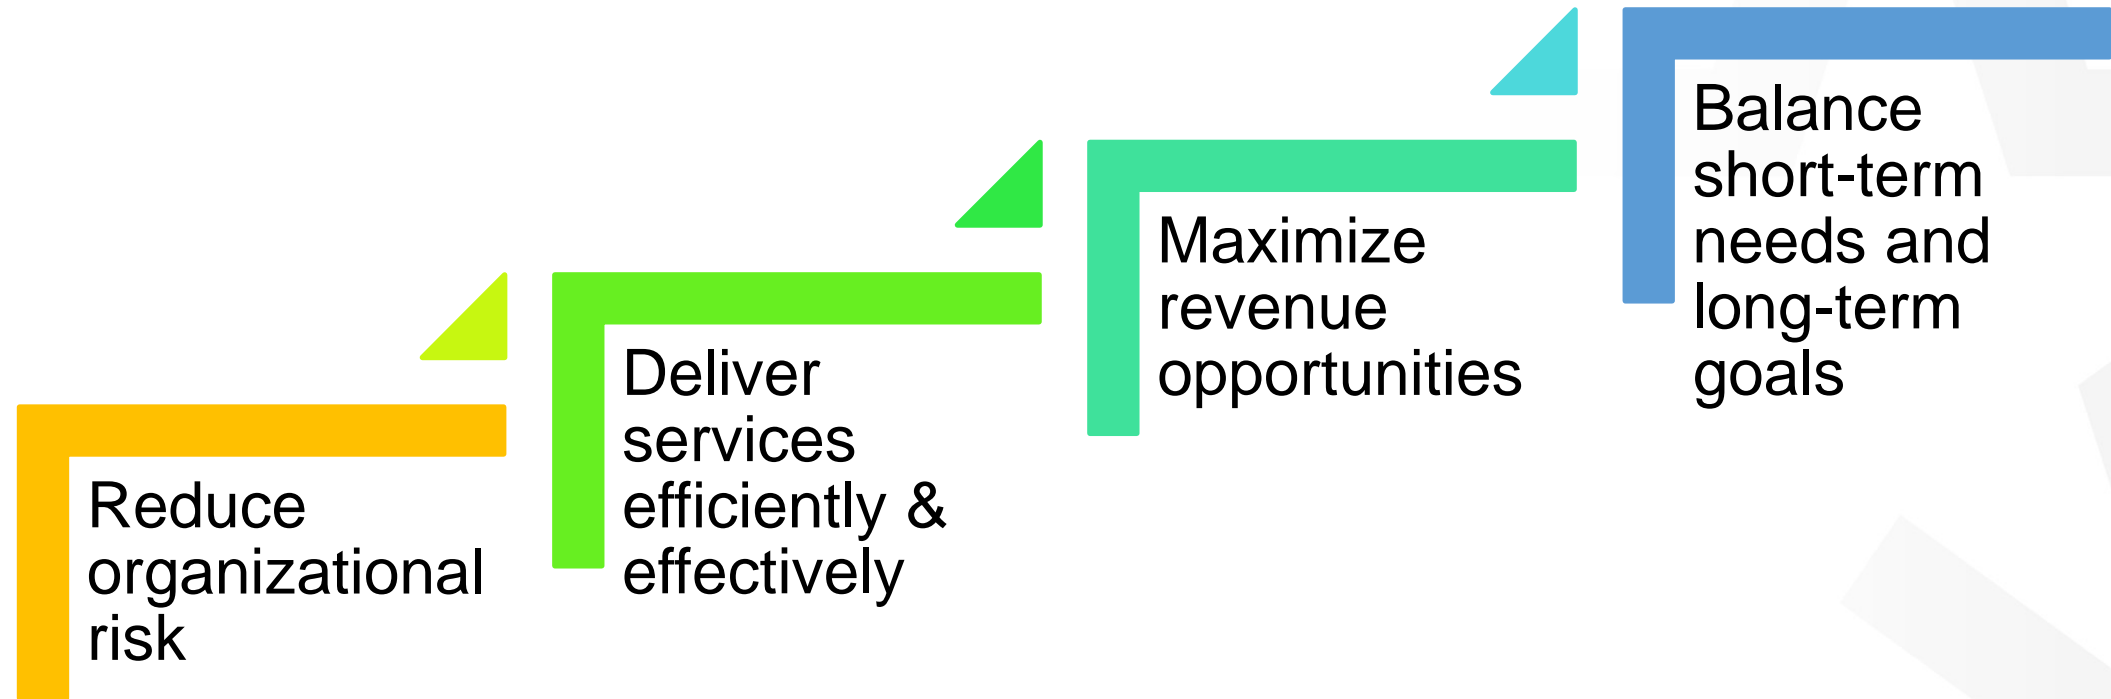 Reduce
organizational
risk
Deliver
services
efficiently &
effectively
Maximize
revenue
opportunities
Balance
short-term
needs and
long-term
goals